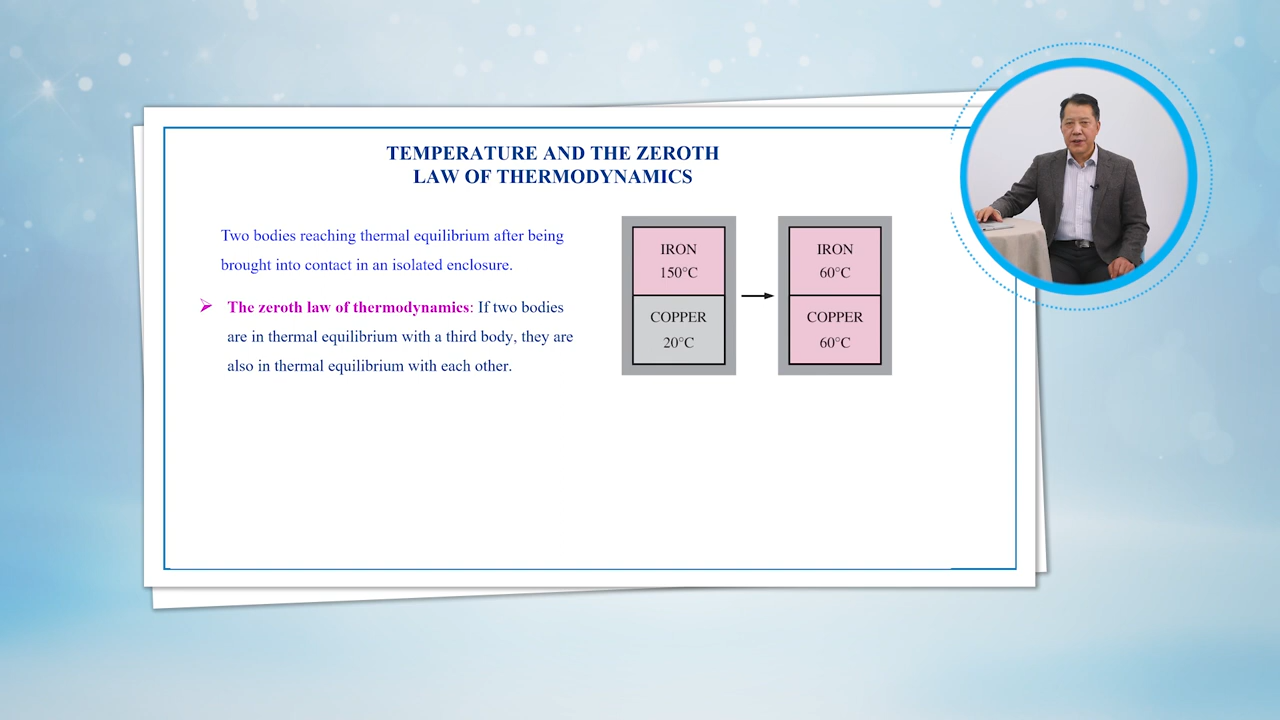 TEMPERATURE AND THE ZEROTH
LAW OF THERMODYNAMICS
Two bodies reaching thermal equilibrium after being
brought into contact in an isolated enclosure.
The zeroth law of thermodynamics: If two bodies
are in thermal equilibrium with a third body, they are
also in thermal equilibrium with each other.
IRON
150°C
COPPER
20°C
IRON
60°C
COPPER
60°C